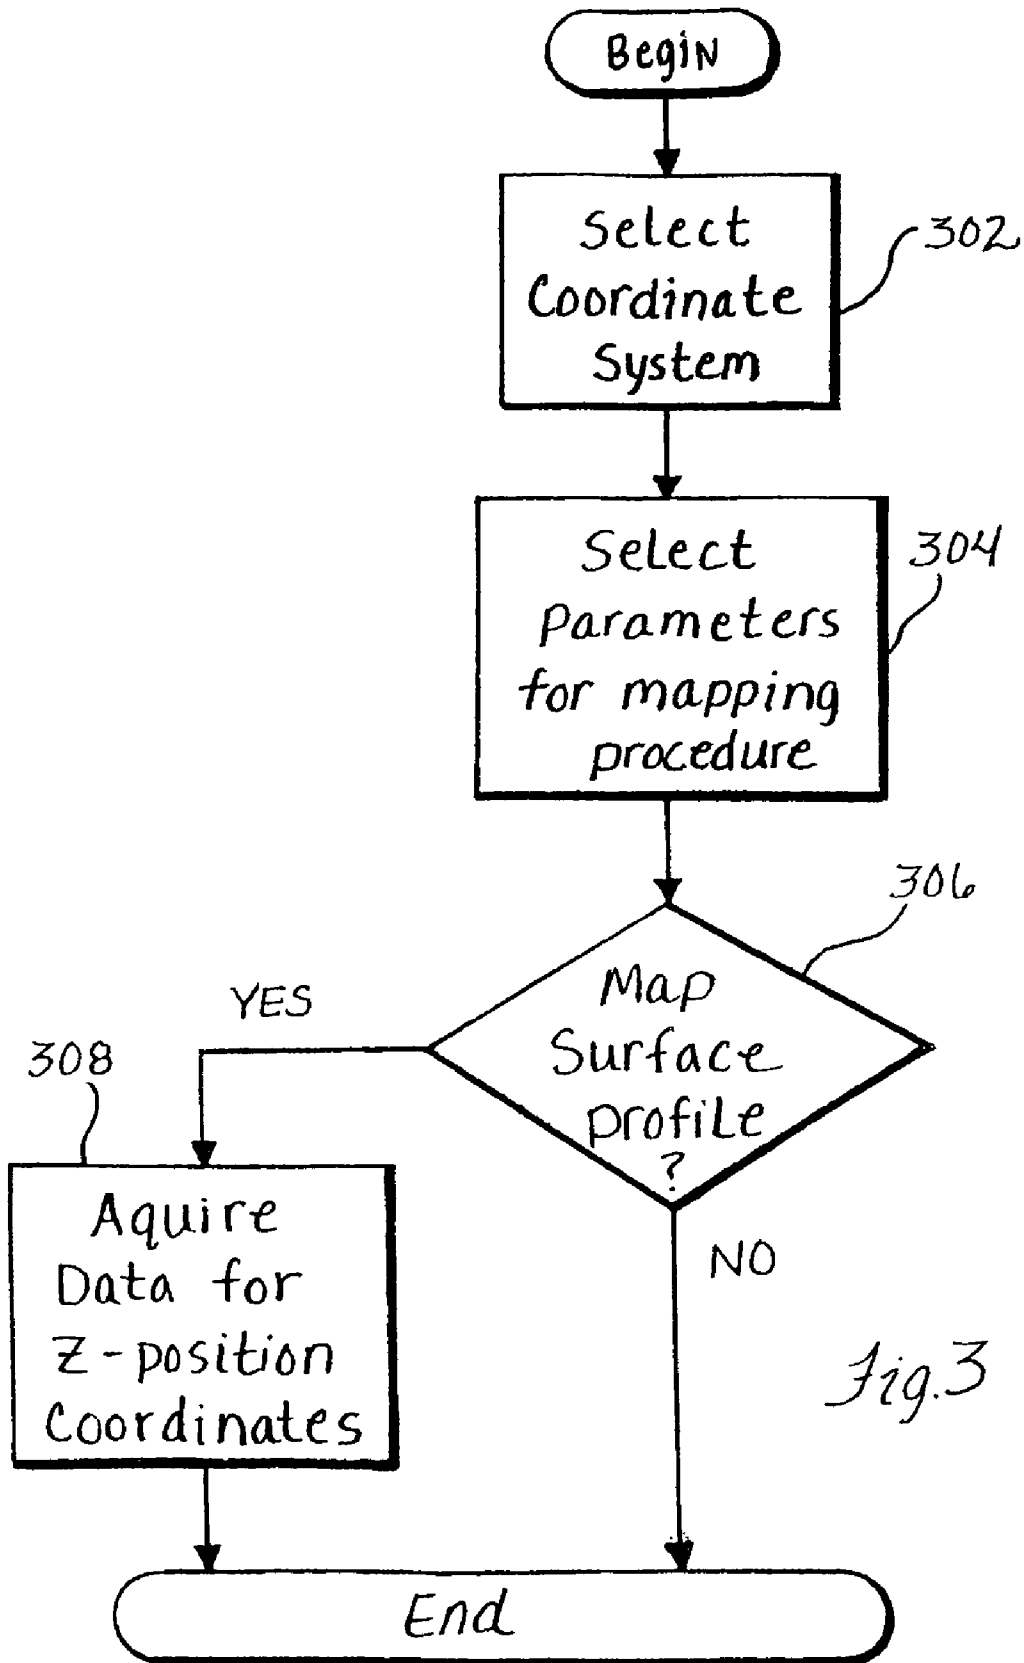 Begin
Select
Coordinate
System
302
Select
Parameters
for mapping
procedure
304
306
Map
Surface
profile
?
YES
308
Aquire
Data for
Z-position
Coordinates
NO
Fig. 3
End